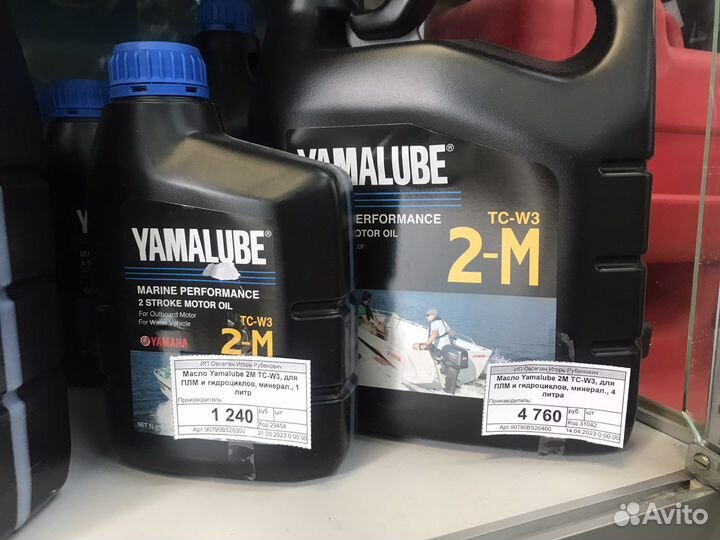 YAMALUBE®
MARINE PERFORMANCE
2 STROKE MOTOR OIL
For Outboard Motor
For Water Vehicle
TC-W3
YAMAHA
2-M
ИП Овсепян Игорь Рубенович
Масло Yamalube 2M TC-W3, для
ПЛМ и гидроциклов, минерал., 1
литр
Производитель:
1 240
руб.
шт
Код 29454
Арт.90790BS26300
21.03.2023 0:00:00
YAMALUBE®
PERFORMANCE
MOTOR OIL
TC-W3
2-M
ИП Овсепян Игорь Рубенович
Масло Yamalube 2M TC-W3, для
ПЛМ и гидроциклов, минерал., 4
литра
Производитель:
4 760
руб.
шт
Код 31042
Арт.90790BS26400
14.04.2023 0:00:00
Avito